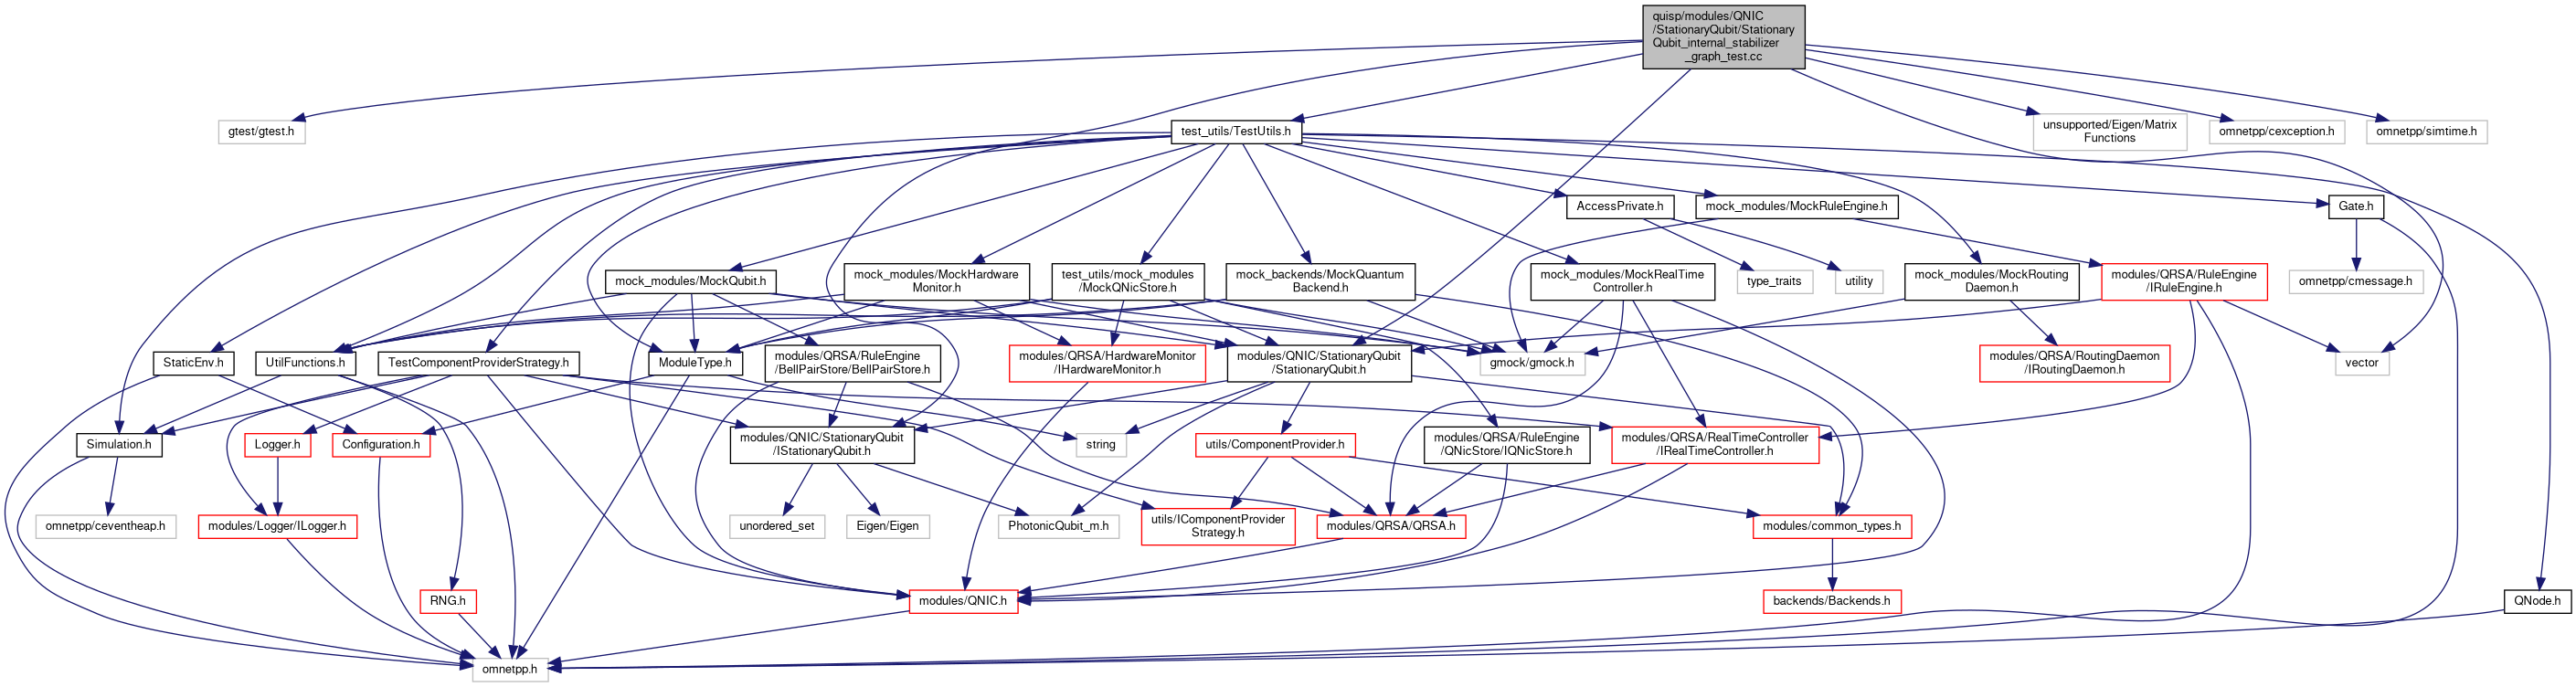 quisp/modules/QNIC
/StationaryQubit/Stationary
Qubit_internal_stabilizer
_graph_test.cc
gtest/gtest.h
test_utils/TestUtils.h
unsupported/Eigen/Matrix
Functions
omnetpp/cexception.h
omnetpp/simtime.h
AccessPrivate.h
mock_modules/MockRuleEngine.h
Gate.h
mock_modules/MockQubit.h
mock_modules/MockHardware
Monitor.h
test_utils/mock_modules
/MockQNicStore.h
mock_backends/MockQuantum
Backend.h
mock_modules/MockRealTime
Controller.h
type_traits
utility
mock_modules/MockRouting
Daemon.h
modules/QRSA/RuleEngine
/IRuleEngine.h
omnetpp/cmessage.h
StaticEnv.h
UtilFunctions.h
TestComponentProviderStrategy.h
ModuleType.h
modules/QRSA/RuleEngine
/BellPairStore/BellPairStore.h
modules/QRSA/HardwareMonitor
/IHardwareMonitor.h
modules/QNIC/StationaryQubit
/StationaryQubit.h
gmock/gmock.h
modules/QRSA/RoutingDaemon
/IRoutingDaemon.h
vector
Simulation.h
Logger.h
Configuration.h
modules/QNIC/StationaryQubit
/IStationaryQubit.h
string
utils/ComponentProvider.h
modules/QRSA/RuleEngine
/QNicStore/IQNicStore.h
modules/QRSA/RealTimeController
/IRealTimeController.h
omnetpp/ceventheap.h
modules/Logger/ILogger.h
unordered_set
Eigen/Eigen
PhotonicQubit_m.h
utils/IComponentProvider
Strategy.h
modules/QRSA/QRSA.h
modules/common_types.h
RNG.h
modules/QNIC.h
backends/Backends.h
QNode.h
omnetpp.h